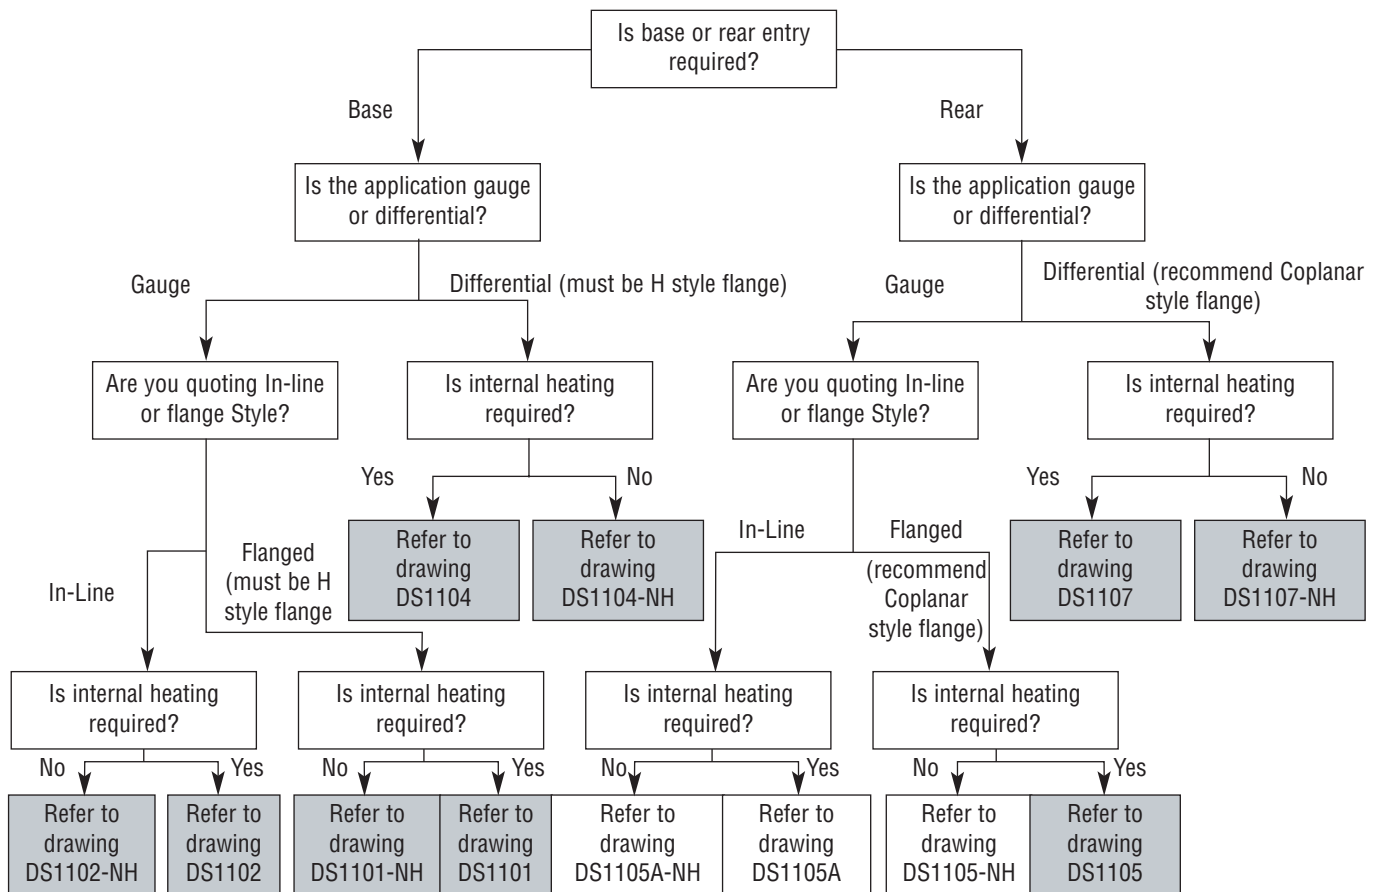 Is base or rear entry
required?
Base
Rear
Is the application gauge
or differential?
Is the application gauge
or differential?
Gauge
Differential (must be H style flange)
Gauge
Differential (recommend Coplanar
style flange)
Are you quoting In-line
or flange Style?
Is internal heating
required?
Are you quoting In-line
or flange Style?
Is internal heating
required?
Yes
No
Yes
No
Refer to
drawing
DS1104
Refer to
drawing
DS1104-NH
In-Line
Flanged
(recommend
Coplanar
style flange)
Refer to
drawing
DS1107
Refer to
drawing
DS1107-NH
In-Line
Flanged
(must be H
style flange
Is internal heating
required?
Is internal heating
required?
Is internal heating
required?
Is internal heating
required?
No
Yes
No
Yes
No
Yes
No
Yes
Refer to
drawing
DS1102-NH
Refer to
drawing
DS1102
Refer to
drawing
DS1101-NH
Refer to
drawing
DS1101
Refer to
drawing
DS1105A-NH
Refer to
drawing
DS1105A
Refer to
drawing
DS1105-NH
Refer to
drawing
DS1105